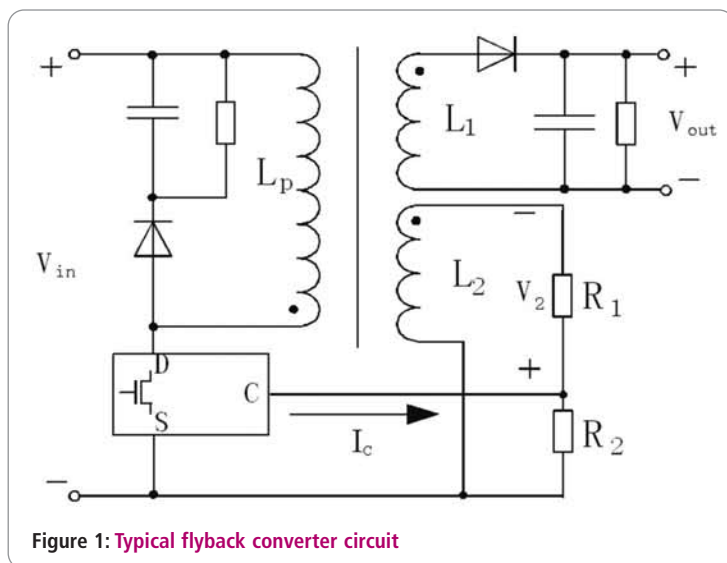 +
+
Lp
L1
Vout
−
−
Vin
L2
V2
R1
D
C
+
S
Ic
R2
−
Figure 1: Typical flyback converter circuit